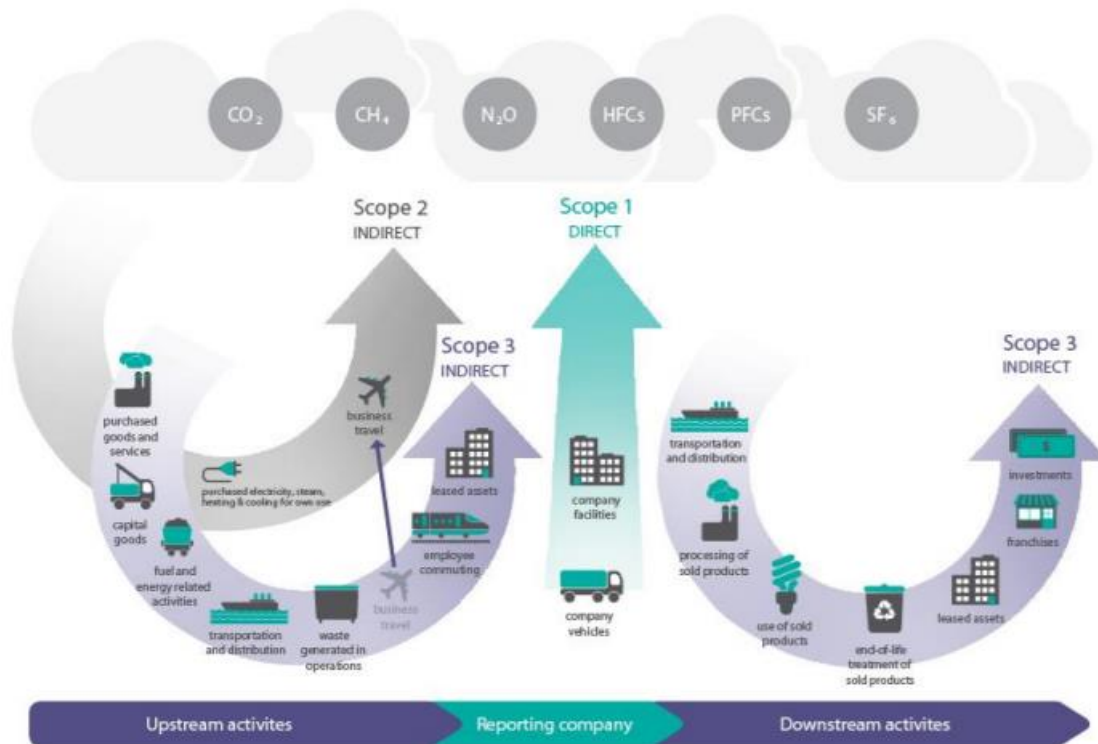 CO₂
CH₄
N₂O
HFCs
PFCs
SF₆
Scope 2
INDIRECT
Scope 1
DIRECT
Scope 3
INDIRECT
Scope 3
INDIRECT
purchased
goods and
services
capital
goods
fuel and
energy related
activities
transportation
and distribution
waste
generated in
operations
business
travel
business
travel
purchased electricity, steam,
heating & cooling for own use
employee
commuting
leased assets
company
facilities
company
vehicles
transportation
and distribution
processing of
sold products
use of sold
products
end-of-life
treatment of
sold products
leased assets
franchises
$
investments
Upstream activites
Reporting company
Downstream activites